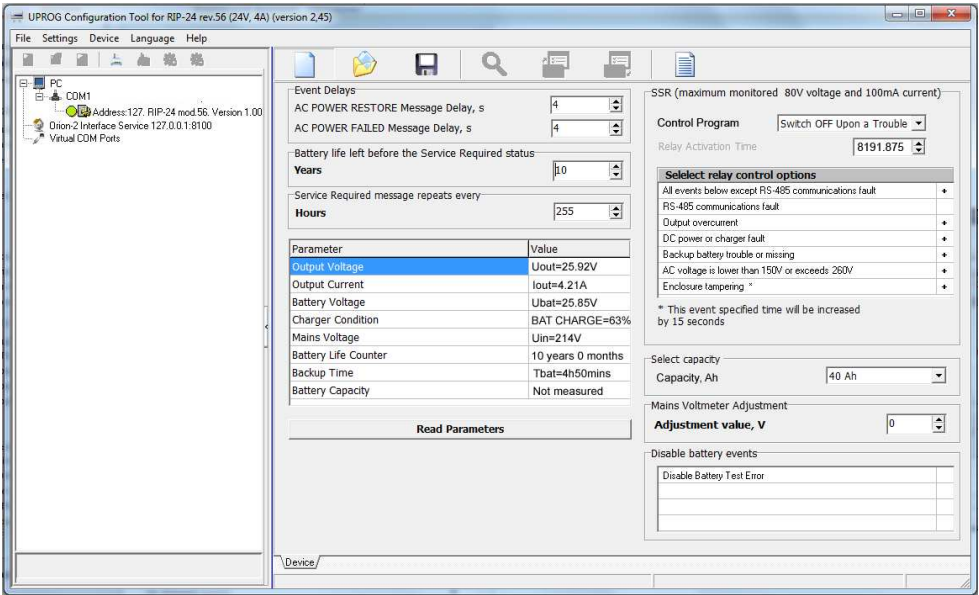 UPROG Configuration Tool for RIP-24 rev.56 (24V, 4A) (version 2,45)
File Settings Device Language Help
PC
COM1
Address:127. RIP-24 mod.56. Version 1.00
Orion-2 Interface Service 127.0.0.1:8100
Virtual COM Ports
Event Delays
AC POWER RESTORE Message Delay, s 4
AC POWER FAILED Message Delay, s 4
Battery life left before the Service Required status
Years 10
Service Required message repeats every
Hours 255
Parameter Value
Output Voltage Uout=25.92V
Output Current Iout=4.21A
Battery Voltage Ubat=25.85V
Charger Condition BAT CHARGE=63%
Mains Voltage Uin=214V
Battery Life Counter 10 years 0 months
Backup Time Tbat=4h50mins
Battery Capacity Not measured
Read Parameters
SSR (maximum monitored 80V voltage and 100mA current)
Control Program Switch OFF Upon a Trouble
Relay Activation Time 8191.875
Selelect relay control options
All events below except RS-485 communications fault +
RS-485 communications fault
Output overcurrent +
DC power or charger fault +
Backup battery trouble or missing +
AC voltage is lower than 150V or exceeds 260V +
Enclosure tampering * +
* This event specified time will be increased
by 15 seconds
Select capacity
Capacity, Ah 40 Ah
Mains Voltmeter Adjustment
Adjustment value, V 0
Disable battery events
Disable Battery Test Error
Device